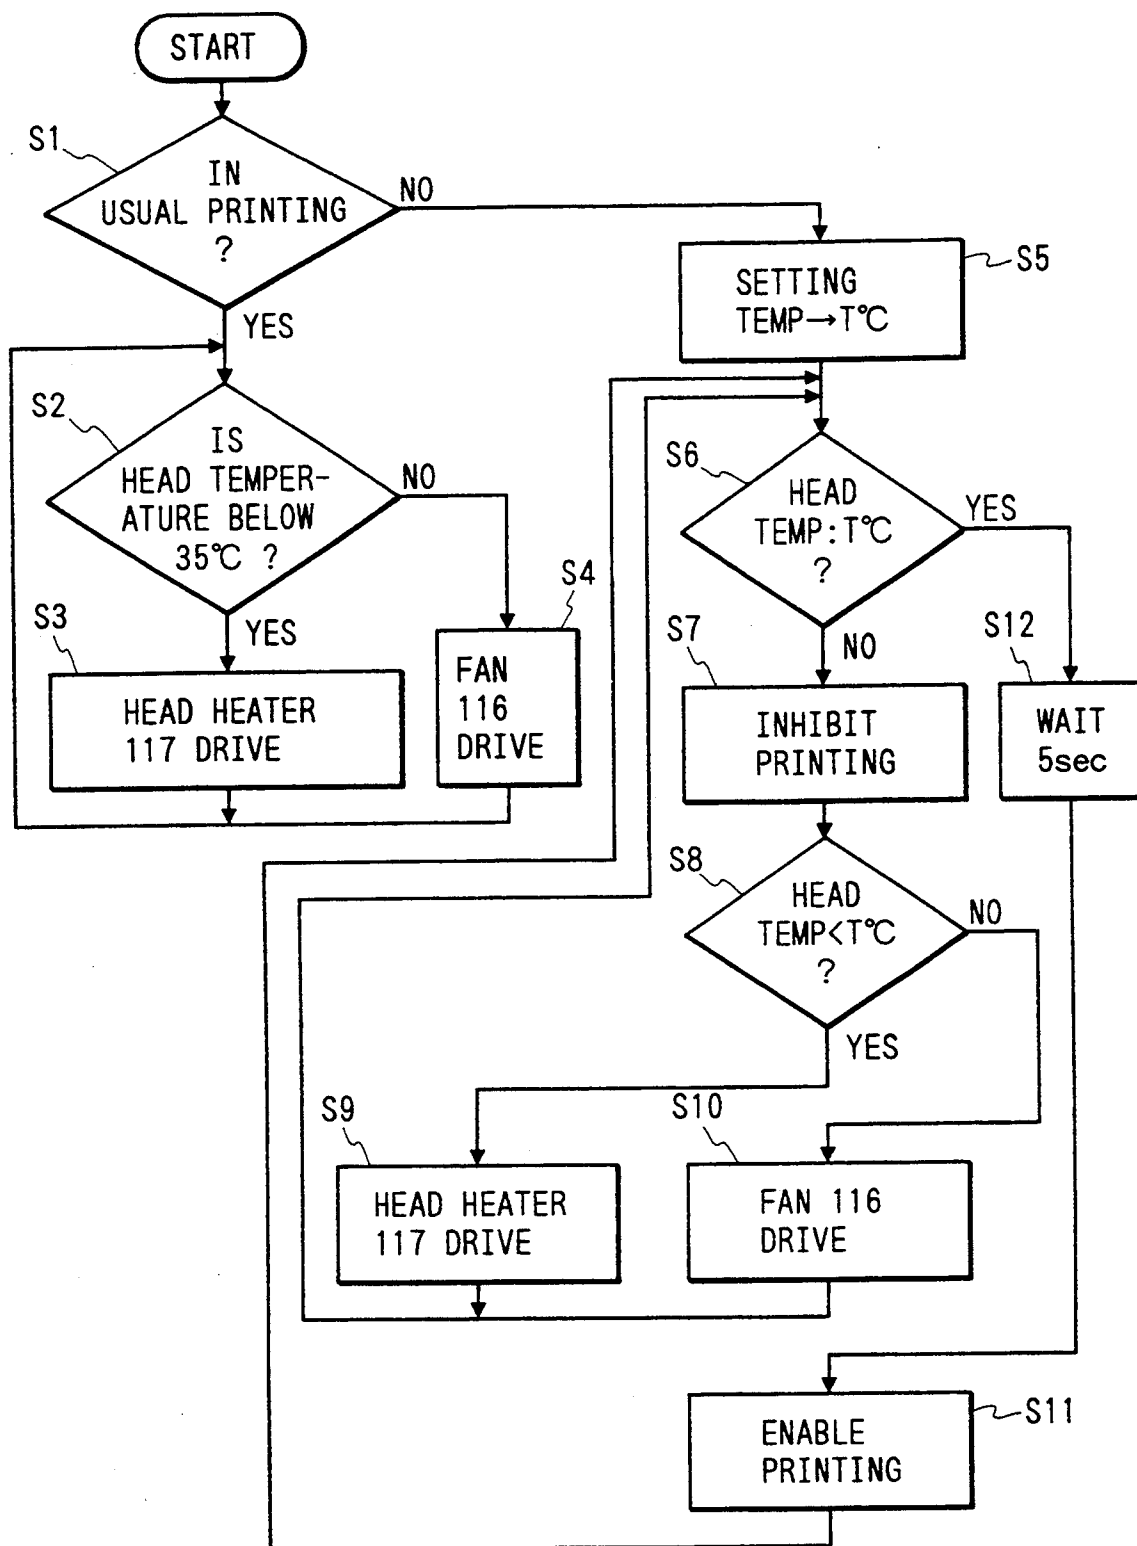 START
S1
IN
USUAL PRINTING
?
NO
YES
S5
SETTING
TEMP→T℃
S2
IS
HEAD TEMPER-
ATURE BELOW
35℃ ?
NO
YES
S6
HEAD
TEMP:T℃
?
YES
NO
S3
HEAD HEATER
117 DRIVE
S4
FAN
116
DRIVE
S7
INHIBIT
PRINTING
S12
WAIT
5sec
S8
HEAD
TEMP<T℃
?
NO
YES
S9
HEAD HEATER
117 DRIVE
S10
FAN 116
DRIVE
S11
ENABLE
PRINTING